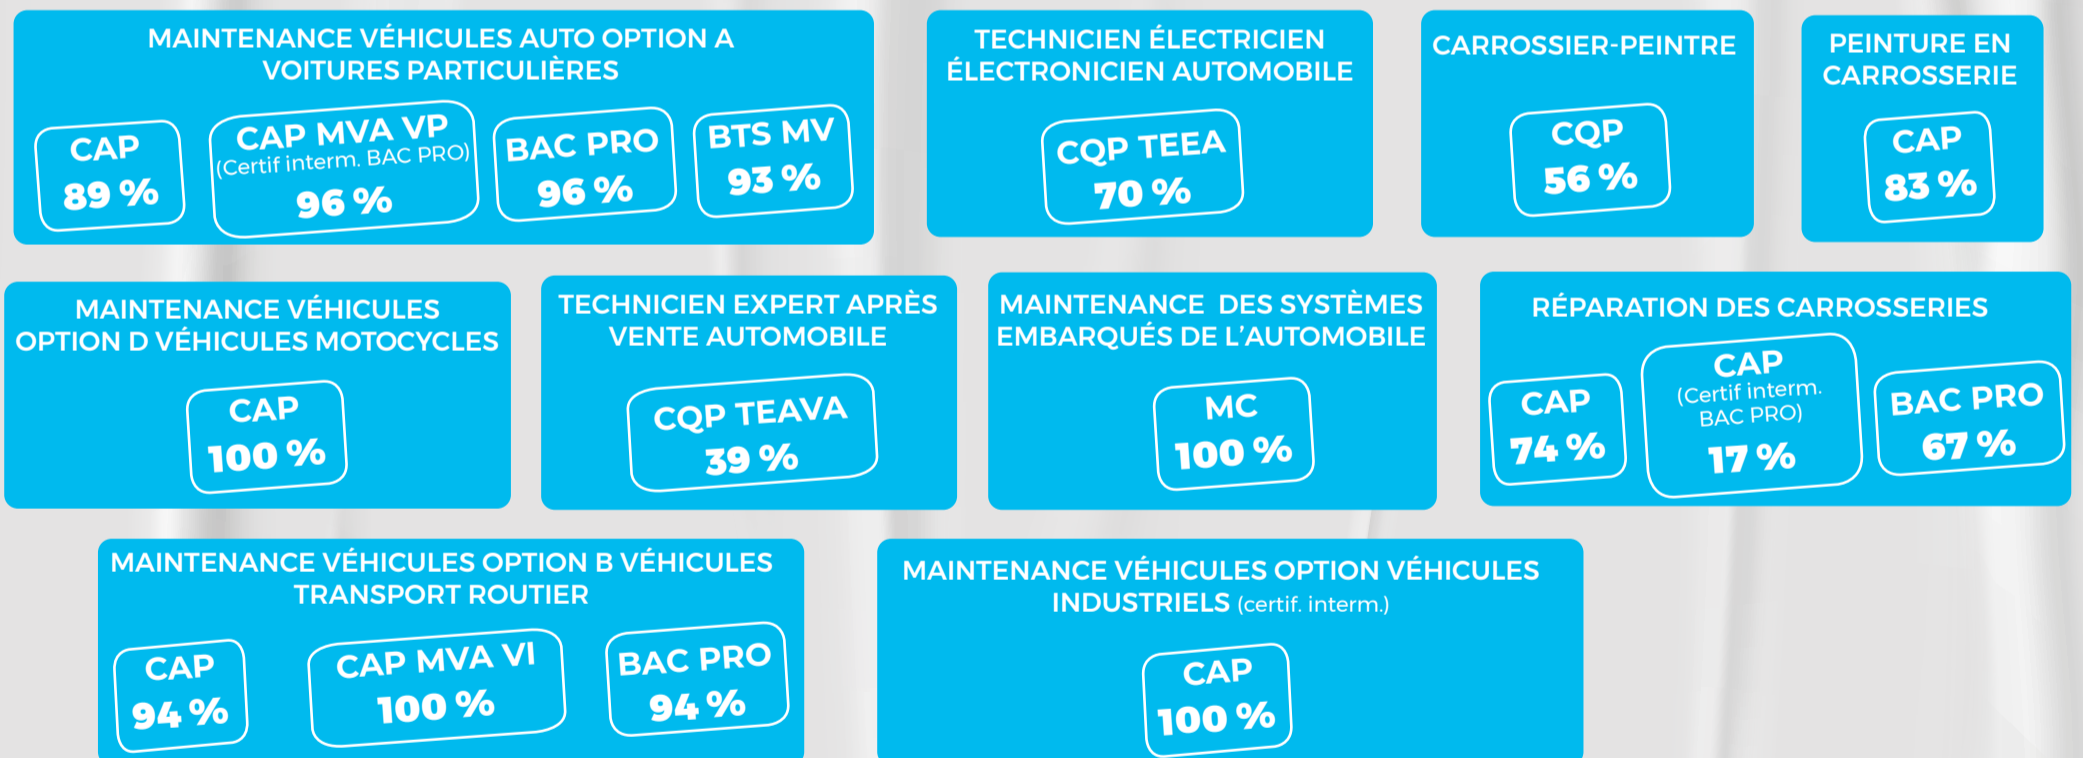 MAINTENANCE VÉHICULES AUTO OPTION A
VOITURES PARTICULIÈRES
CAP
89 %
CAP MVA VP
(Certif interm. BAC PRO)
96 %
BAC PRO
96 %
BTS MV
93 %
TECHNICIEN ÉLECTRICIEN
ÉLECTRONICIEN AUTOMOBILE
CQP TEEA
70 %
CARROSSIER-PEINTRE
CQP
56 %
PEINTURE EN
CARROSSERIE
CAP
83 %
MAINTENANCE VÉHICULES
OPTION D VÉHICULES MOTOCYCLES
CAP
100 %
TECHNICIEN EXPERT APRÈS
VENTE AUTOMOBILE
CQP TEAVA
39 %
MAINTENANCE DES SYSTÈMES
EMBARQUÉS DE L'AUTOMOBILE
MC
100 %
RÉPARATION DES CARROSSERIES
CAP
74 %
CAP
(Certif interm.
BAC PRO)
17 %
BAC PRO
67 %
MAINTENANCE VÉHICULES OPTION B VÉHICULES
TRANSPORT ROUTIER
CAP
94 %
CAP MVA VI
100 %
BAC PRO
94 %
MAINTENANCE VÉHICULES OPTION VÉHICULES
INDUSTRIELS (certif. interm.)
CAP
100 %